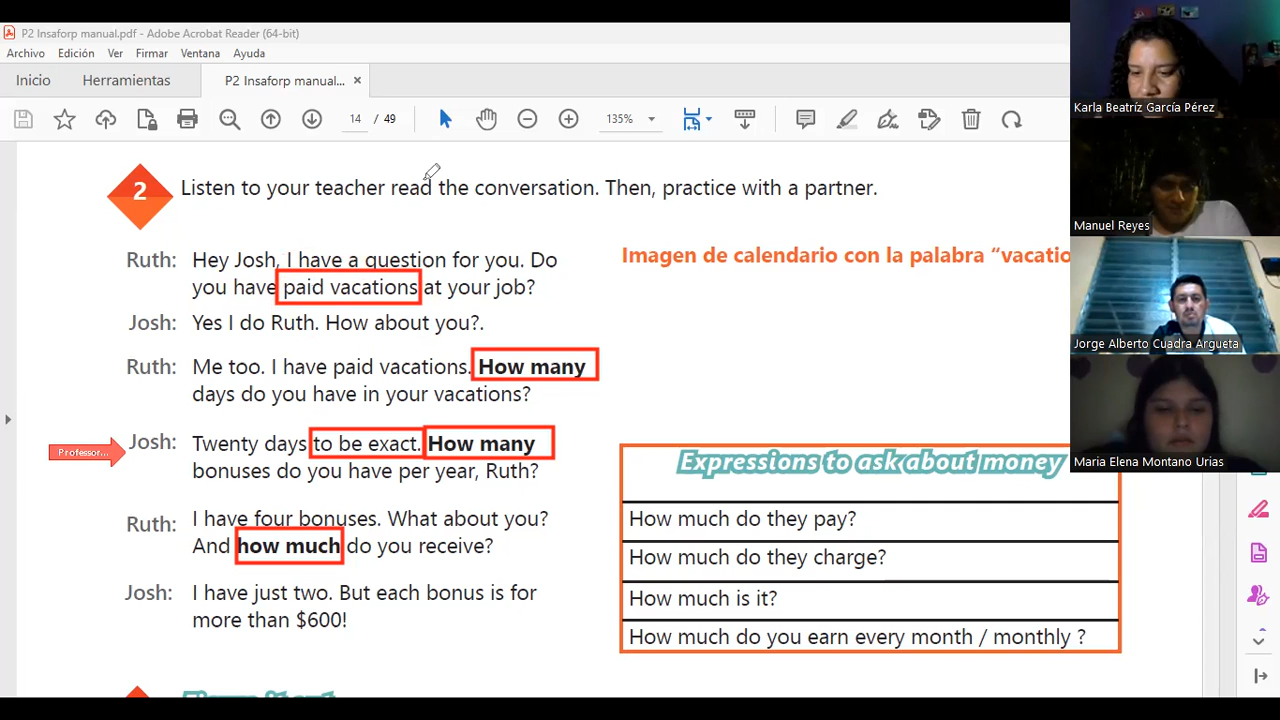 P2 Insaforp manual.pdf - Adobe Acrobat Reader (64-bit)
Archivo Edición Ver Firmar Ventana Ayuda
Inicio Herramientas P2 Insaforp manual... ×
14 / 49 135%
2 Listen to your teacher read the conversation. Then, practice with a partner.
Ruth: Hey Josh, I have a question for you. Do
you have paid vacations at your job?
Josh: Yes I do Ruth. How about you?.
Ruth: Me too. I have paid vacations. How many
days do you have in your vacations?
Professor...
Josh: Twenty days to be exact. How many
bonuses do you have per year, Ruth?
Ruth: I have four bonuses. What about you?
And how much do you receive?
Josh: I have just two. But each bonus is for
more than $600!
Imagen de calendario con la palabra “vacatio
Expressions to ask about money
How much do they pay?
How much do they charge?
How much is it?
How much do you earn every month / monthly ?
Karla Beatríz García Pérez
Manuel Reyes
Jorge Alberto Cuadra Argueta
Maria Elena Montano Urias